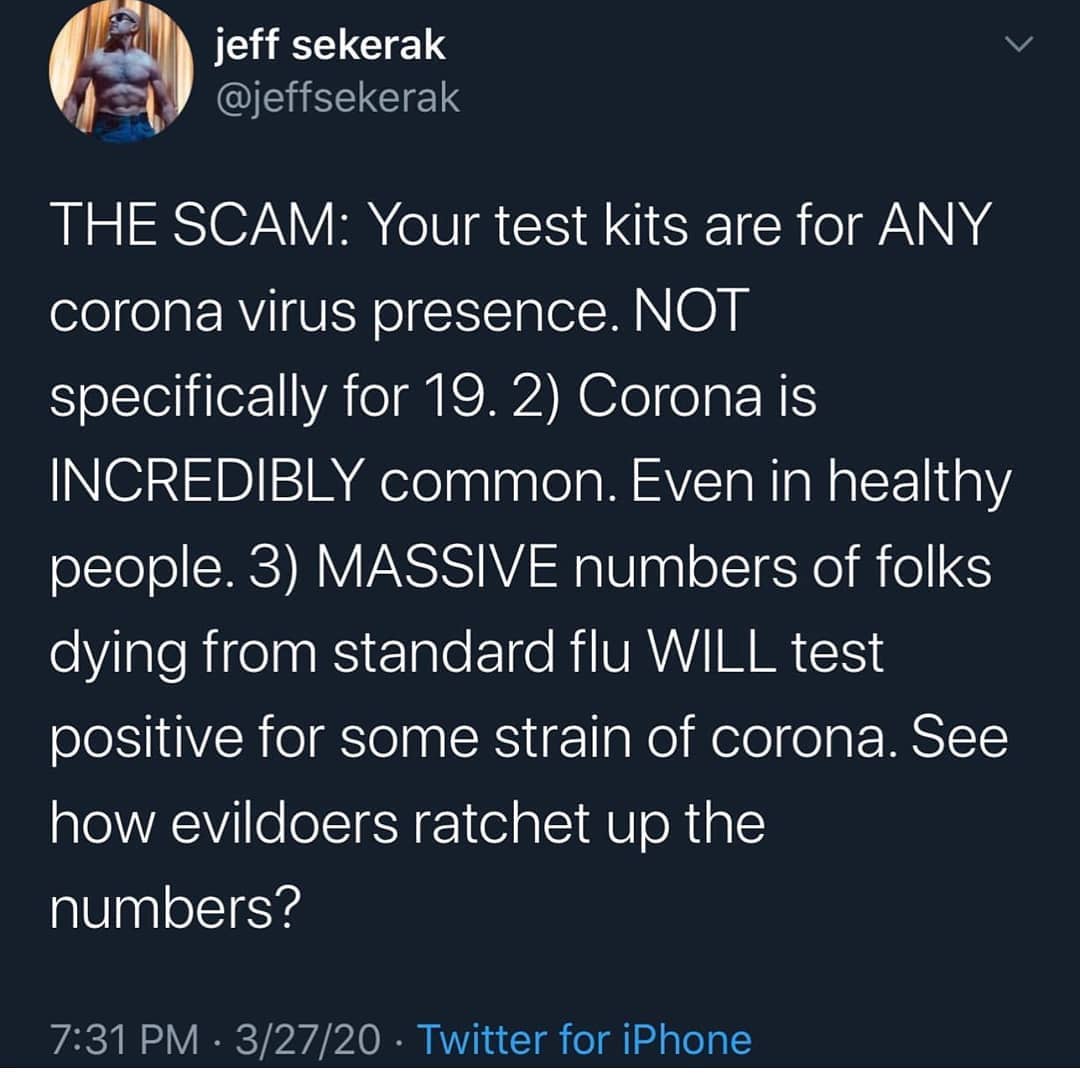 jeff sekerak
@jeffsekerak
THE SCAM: Your test kits are for ANY
corona virus presence. NOT
specifically for 19. 2) Corona is
INCREDIBLY common. Even in healthy
people. 3) MASSIVE numbers of folks
dying from standard flu WILL test
positive for some strain of corona. See
how evildoers ratchet up the
numbers?
7:31 PM · 3/27/20 · Twitter for iPhone